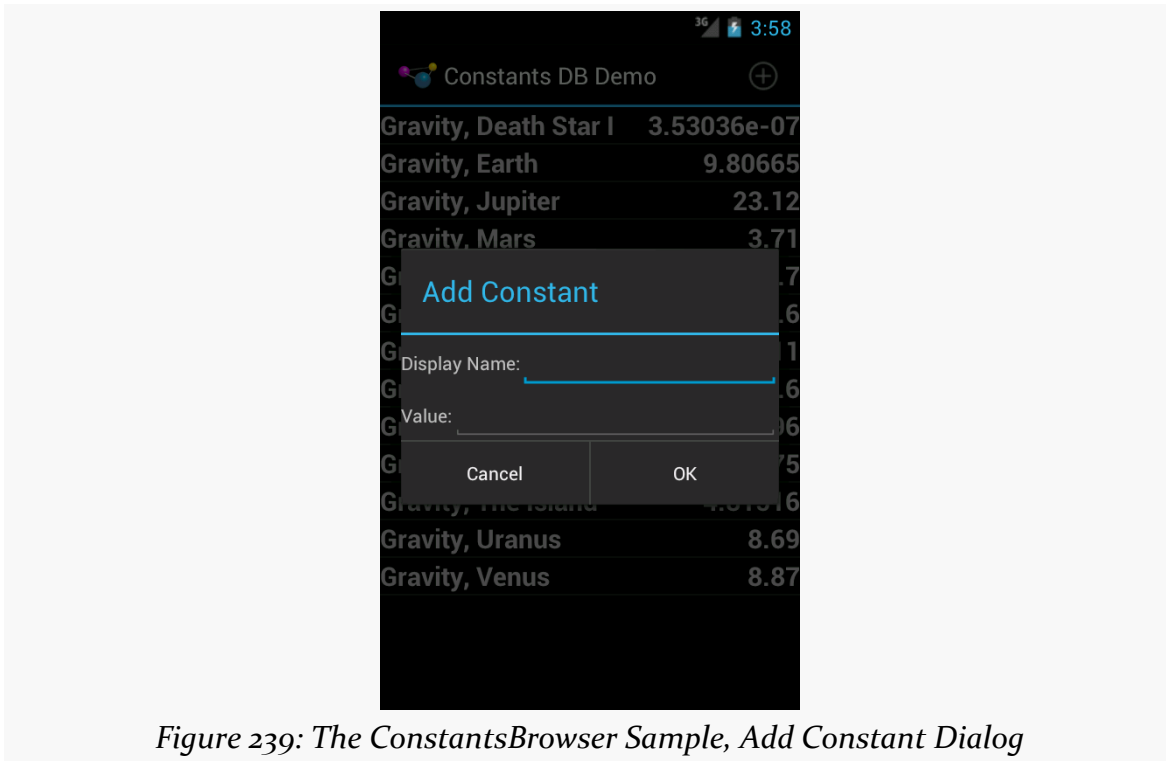 3G 3:58
Constants DB Demo
Gravity, Death Star I 3.53036e-07
Gravity, Earth 9.80665
Gravity, Jupiter 23.12
Gravity, Mars 3.71
Add Constant
Display Name:
Value:
Cancel OK
Gravity, Uranus 8.69
Gravity, Venus 8.87
Figure 239: The ConstantsBrowser Sample, Add Constant Dialog